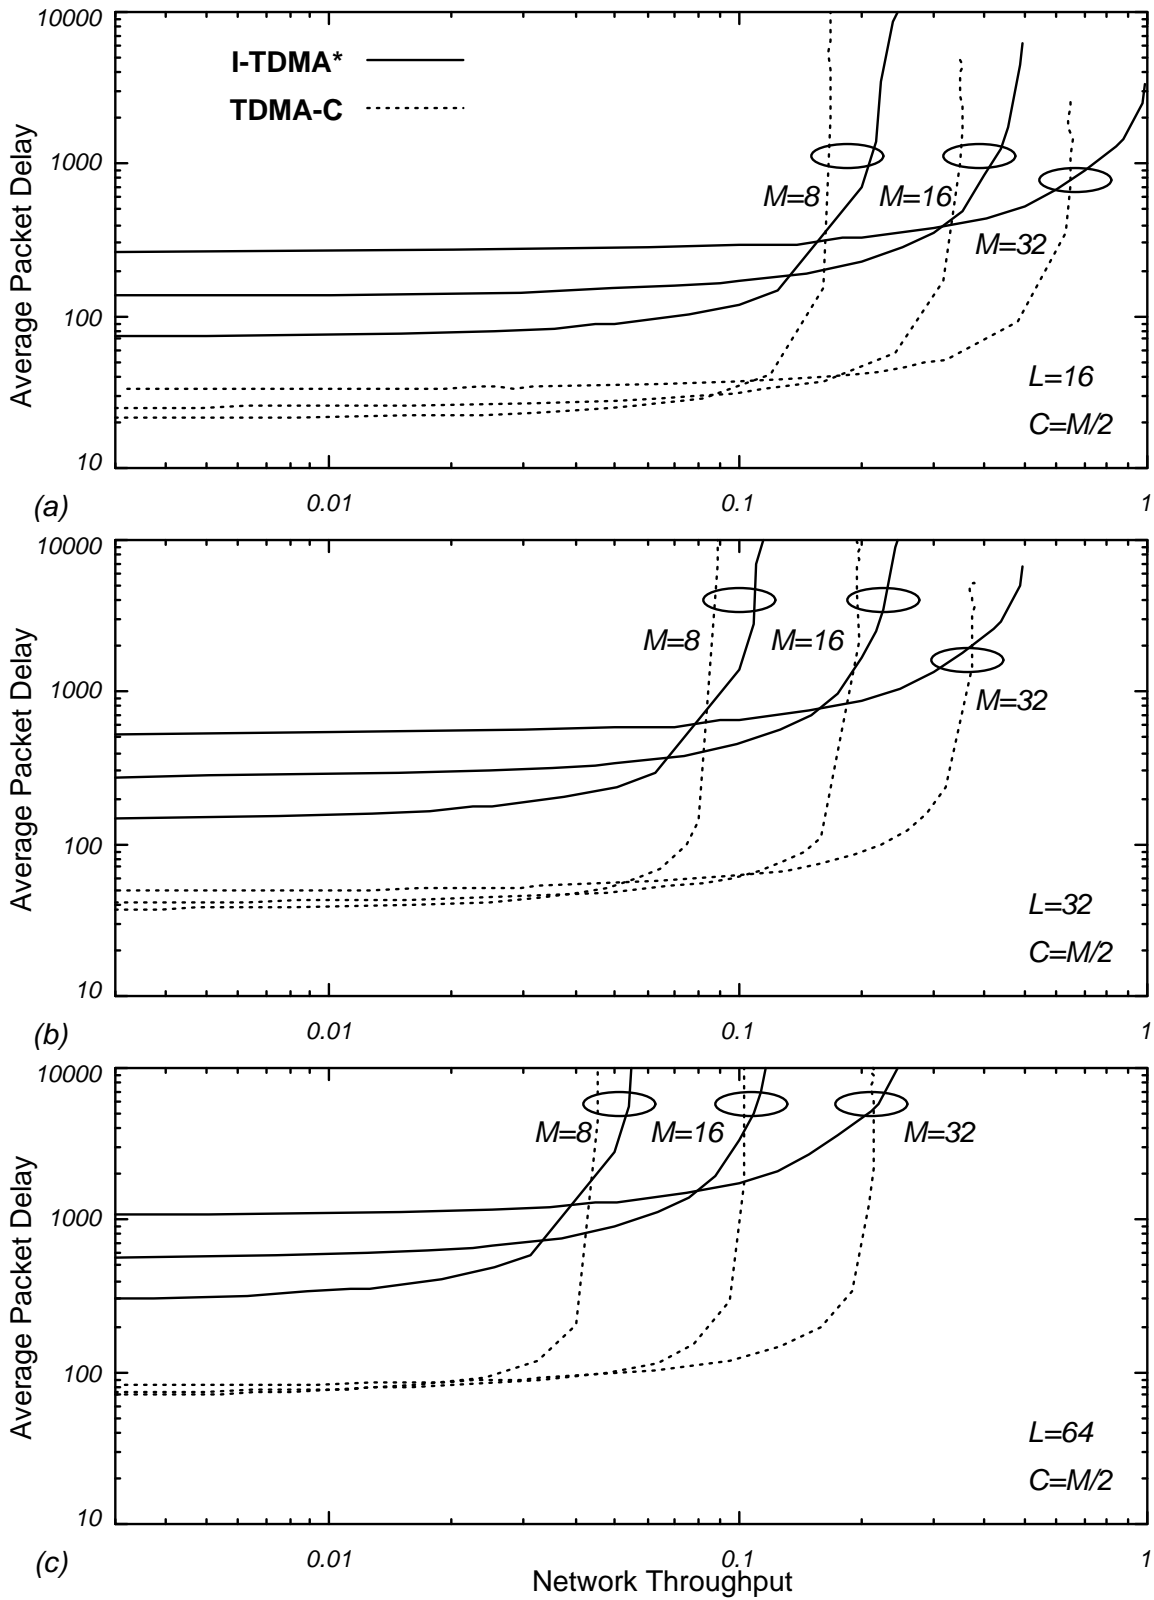 10000
I-TDMA*
TDMA-C
1000
M=8
M=16
M=32
100
L=16
C=M/2
10
Average Packet Delay
(a)
0.01
0.1
1
10000
M=8
M=16
1000
M=32
100
L=32
C=M/2
10
Average Packet Delay
(b)
0.01
0.1
1
10000
M=8
M=16
M=32
1000
100
L=64
C=M/2
10
Average Packet Delay
(c)
0.01
0.1
1
Network Throughput